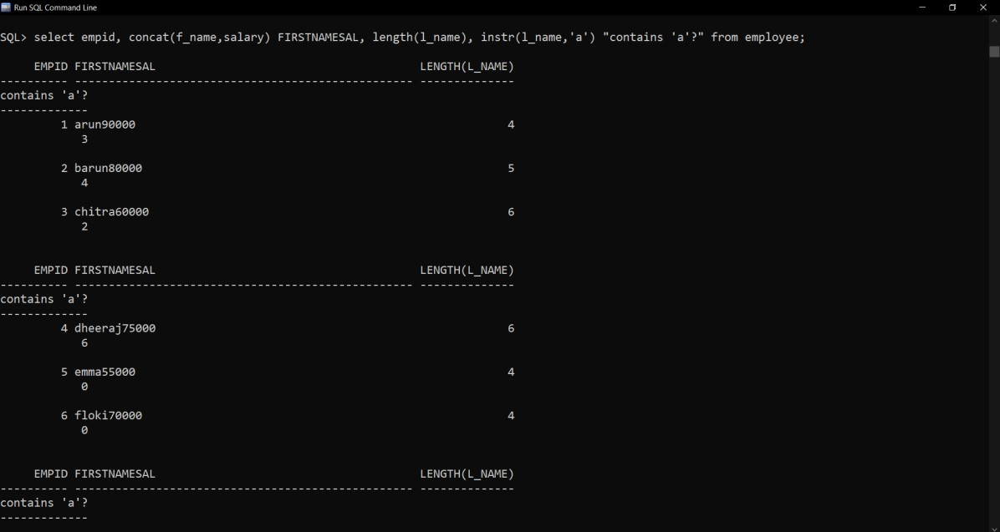 Run SQL Command Line
SQL> select empid, concat(f_name,salary) FIRSTNAMESAL, length(l_name), instr(l_name,'a') "contains 'a'?" from employee;
EMPID FIRSTNAMESAL LENGTH(L_NAME)
---------- -------------------------------------------------- --------------
contains 'a'?
-------------
1 arun90000 4
3
2 barun80000 5
4
3 chitra60000 6
2
EMPID FIRSTNAMESAL LENGTH(L_NAME)
---------- -------------------------------------------------- --------------
contains 'a'?
-------------
4 dheeraj75000 6
6
5 emma55000 4
0
6 floki70000 4
0
EMPID FIRSTNAMESAL LENGTH(L_NAME)
---------- -------------------------------------------------- --------------
contains 'a'?
-------------